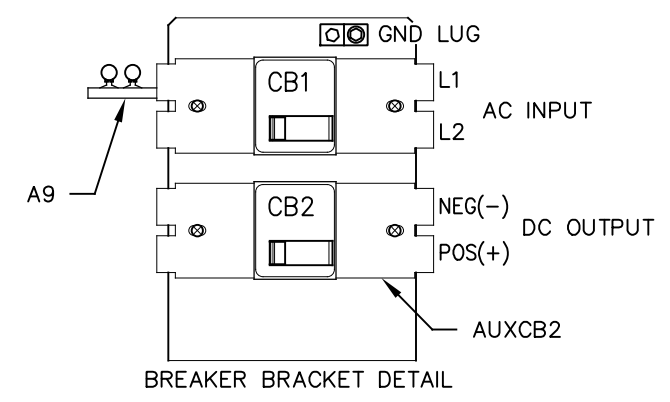 GND LUG
CB1
L1
AC INPUT
L2
A9
CB2
NEG(-)
DC OUTPUT
POS(+)
AUXCB2
BREAKER BRACKET DETAIL